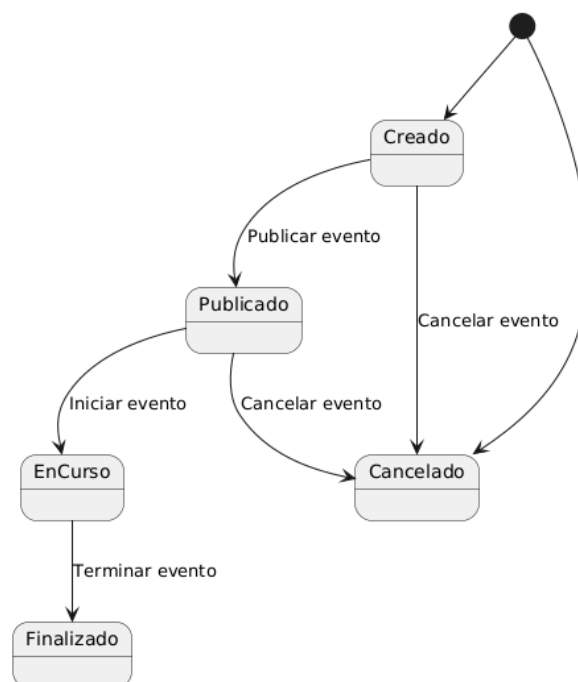 Creado
Publicar evento
Publicado
Cancelar evento
Iniciar evento
Cancelar evento
EnCurso
Cancelado
Terminar evento
Finalizado